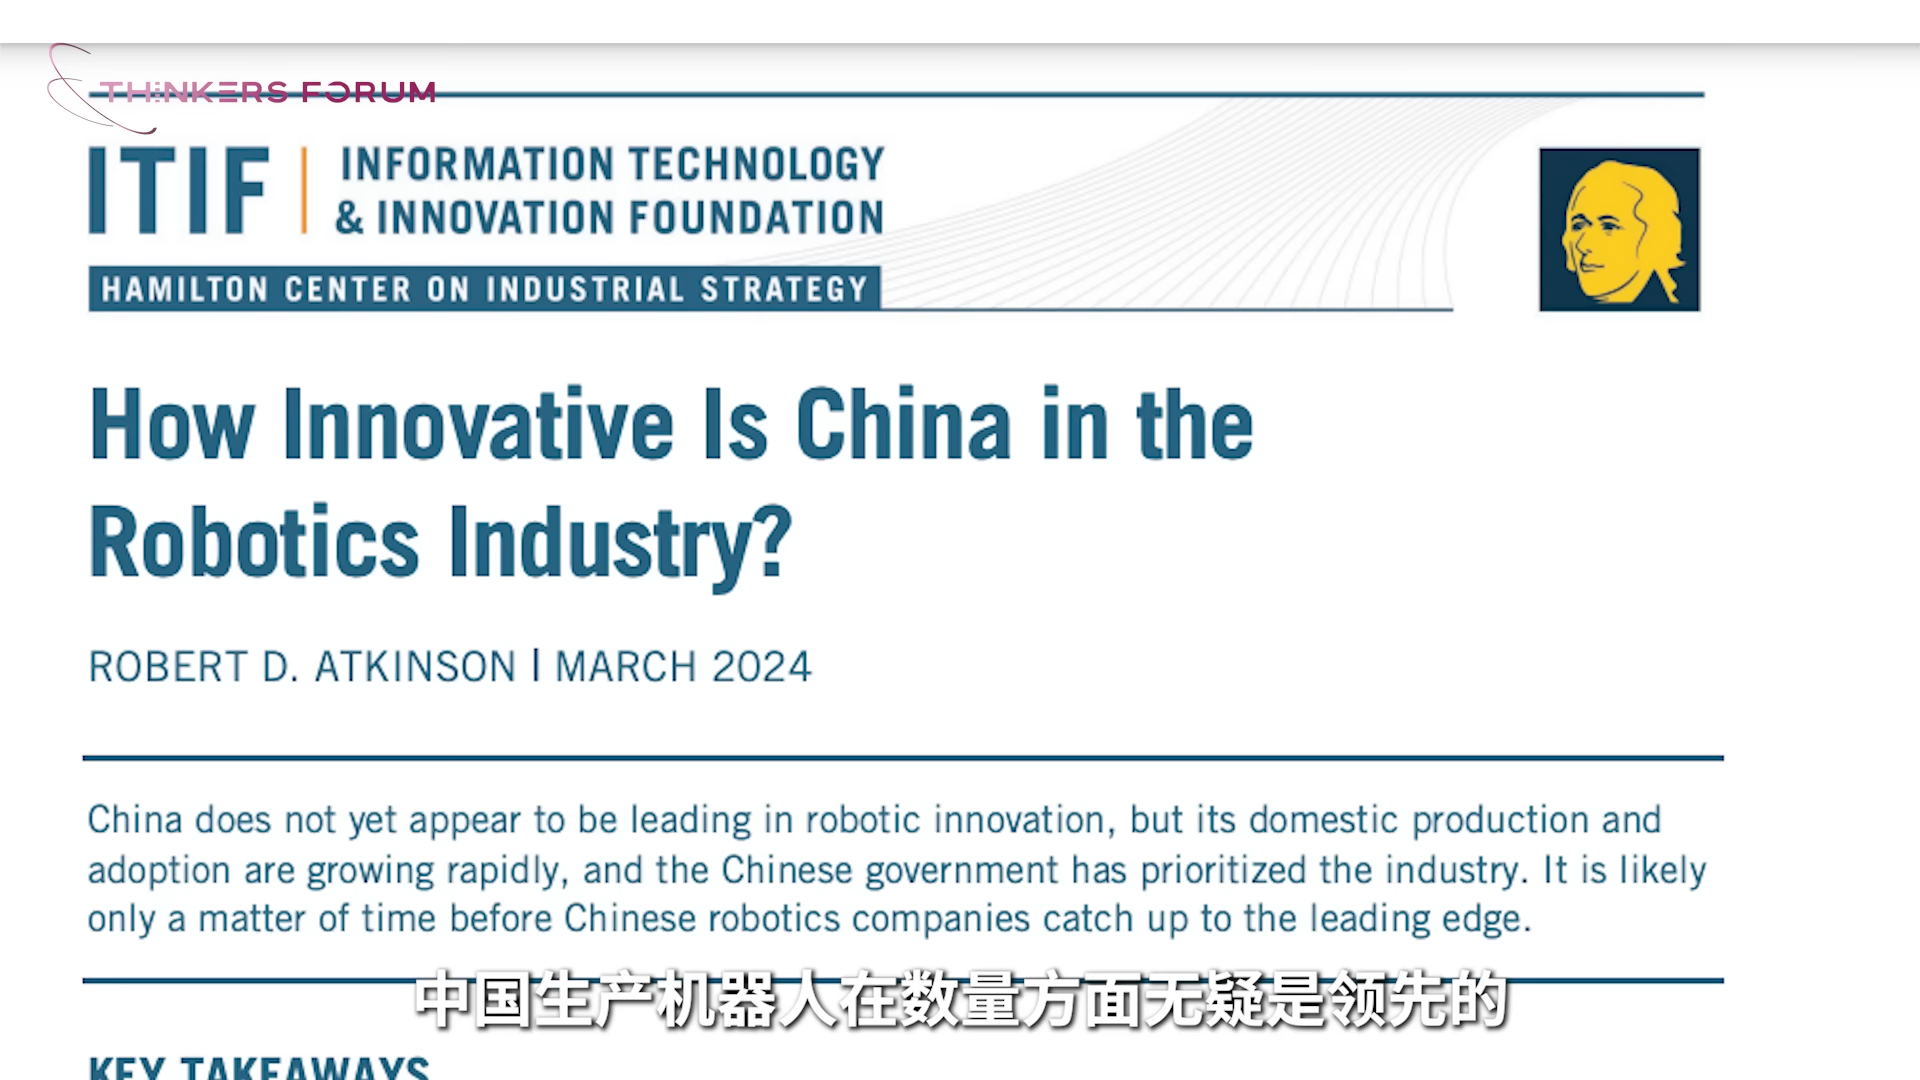 THINKERS FORUM
ITIF
INFORMATION TECHNOLOGY
& INNOVATION FOUNDATION
HAMILTON CENTER ON INDUSTRIAL STRATEGY
How Innovative Is China in the
Robotics Industry?
ROBERT D. ATKINSON | MARCH 2024
China does not yet appear to be leading in robotic innovation, but its domestic production and
adoption are growing rapidly, and the Chinese government has prioritized the industry. It is likely
only a matter of time before Chinese robotics companies catch up to the leading edge.
中国生产机器人在数量方面无疑是领先的
KEY TAKEAWAYS